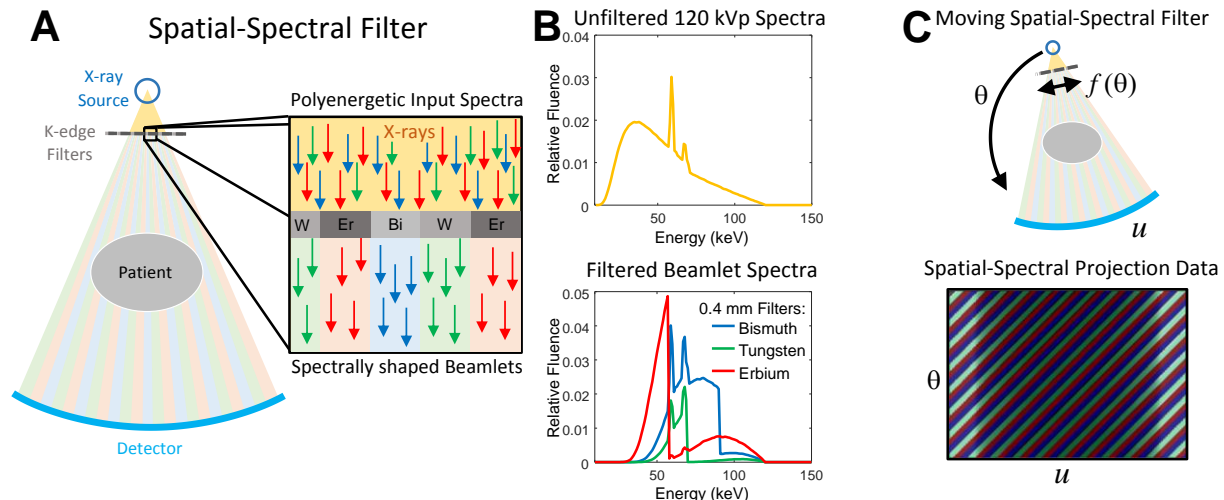 A
Spatial-Spectral Filter
X-ray
Source
K-edge
Filters
Polyenergetic Input Spectra
X-rays
W
Er
Bi
W
Er
Patient
Spectrally shaped Beamlets
Detector
B
Unfiltered 120 kVp Spectra
Relative Fluence
0.04
0.03
0.02
0.01
0
50
100
150
Energy (keV)
Filtered Beamlet Spectra
Relative Fluence
0.05
0.04
0.03
0.02
0.01
0
0.4 mm Filters:
Bismuth
Tungsten
Erbium
50
100
150
Energy (keV)
C
Moving Spatial-Spectral Filter
θ
f (θ)
u
Spatial-Spectral Projection Data
θ
u